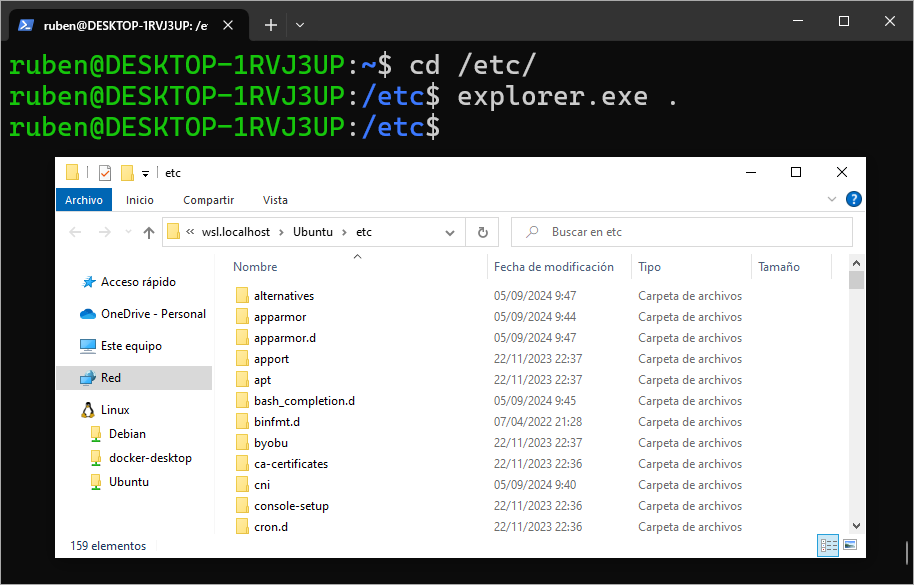 ruben@DESKTOP-1RVJ3UP: /e
ruben@DESKTOP-1RVJ3UP:~$ cd /etc/
ruben@DESKTOP-1RVJ3UP:/etc$ explorer.exe .
ruben@DESKTOP-1RVJ3UP:/etc$
etc
Archivo Inicio Compartir Vista ?
« wsl.localhost › Ubuntu › etc Buscar en etc
Nombre Fecha de modificación Tipo Tamaño
Acceso rápido
OneDrive - Personal
Este equipo
Red
Linux
Debian
docker-desktop
Ubuntu
alternatives 05/09/2024 9:47 Carpeta de archivos
apparmor 05/09/2024 9:44 Carpeta de archivos
apparmor.d 05/09/2024 9:47 Carpeta de archivos
apport 22/11/2023 22:37 Carpeta de archivos
apt 22/11/2023 22:37 Carpeta de archivos
bash_completion.d 05/09/2024 9:45 Carpeta de archivos
binfmt.d 07/04/2022 21:28 Carpeta de archivos
byobu 22/11/2023 22:37 Carpeta de archivos
ca-certificates 22/11/2023 22:36 Carpeta de archivos
cni 05/09/2024 9:40 Carpeta de archivos
console-setup 22/11/2023 22:36 Carpeta de archivos
cron.d 22/11/2023 22:36 Carpeta de archivos
159 elementos